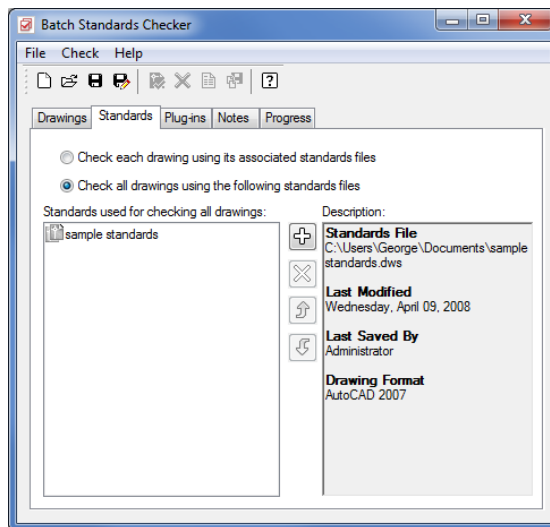 Batch Standards Checker
File Check Help
Drawings Standards Plug-ins Notes Progress
Check each drawing using its associated standards files
Check all drawings using the following standards files
Standards used for checking all drawings:
sample standards
Description:
Standards File
C:\Users\George\Documents\sample
standards.dws
Last Modified
Wednesday, April 09, 2008
Last Saved By
Administrator
Drawing Format
AutoCAD 2007